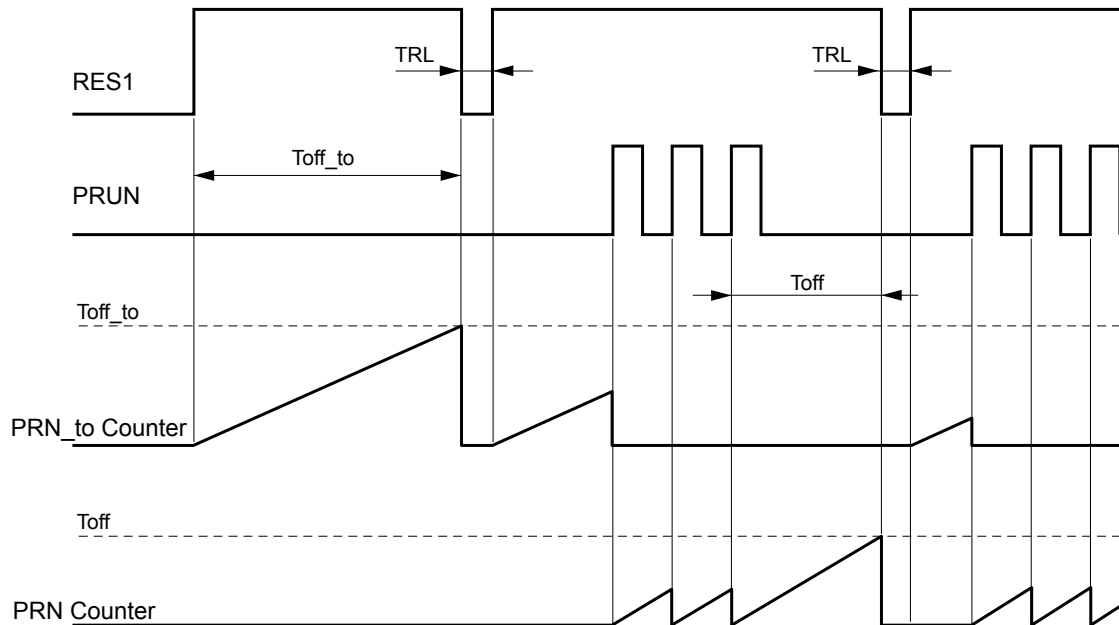 TRL
TRL
RES1
Toff_to
PRUN
Toff
Toff_to
PRN_to Counter
Toff
PRN Counter